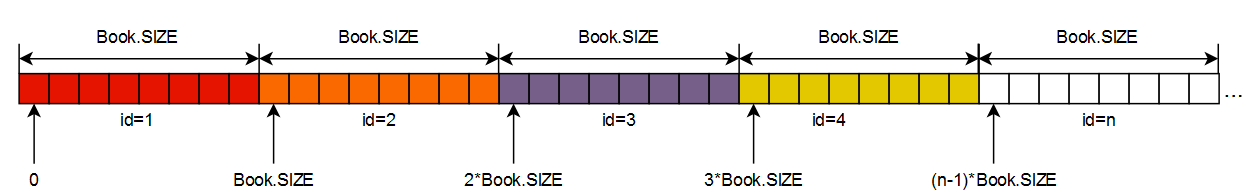 Book.SIZE Book.SIZE Book.SIZE Book.SIZE Book.SIZE
...
id=1 id=2 id=3 id=4 id=n
0 Book.SIZE 2*Book.SIZE 3*Book.SIZE (n-1)*Book.SIZE